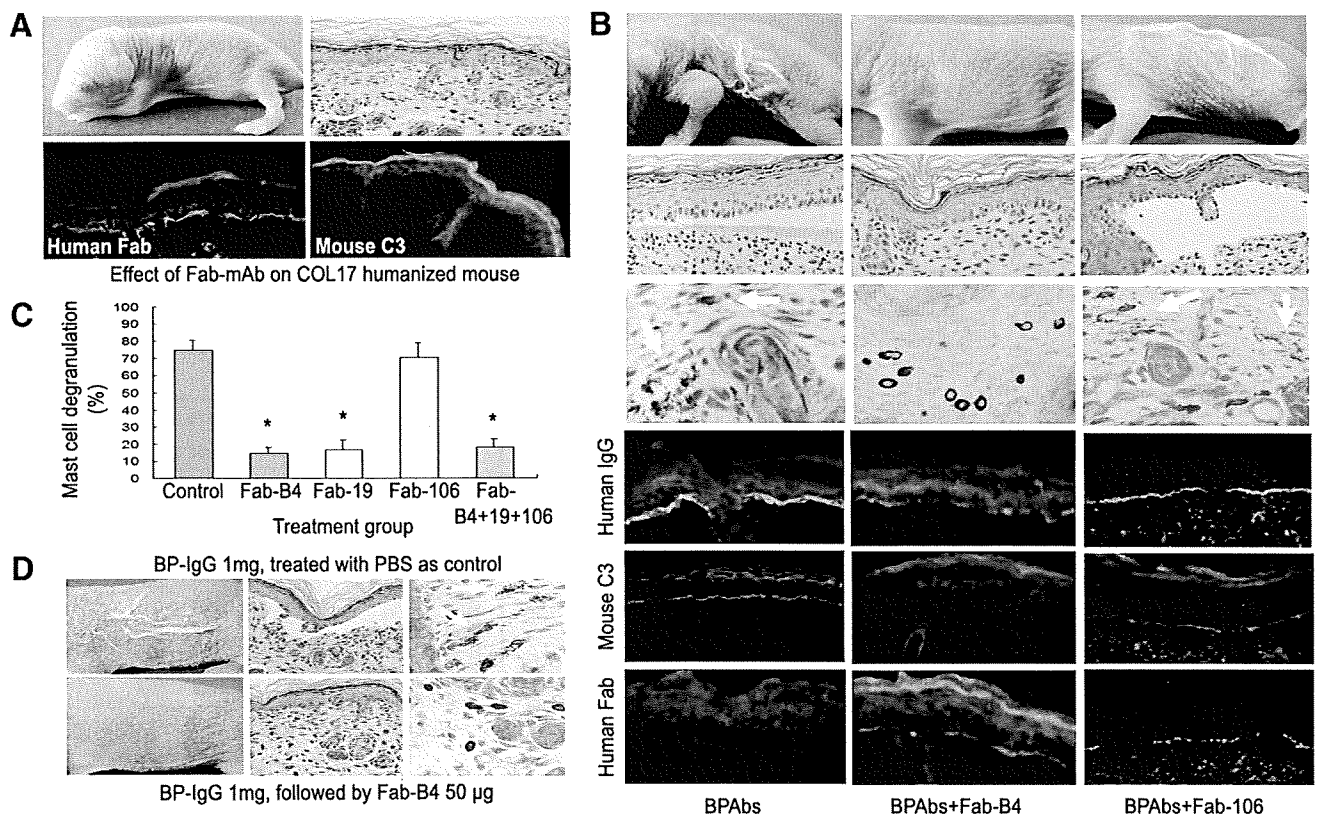 A
Human Fab
Mouse C3
Effect of Fab-mAb on COL17 humanized mouse
B
Human IgG
Mouse C3
Human Fab
BPAbs
BPAbs+Fab-B4
BPAbs+Fab-106
C
Mast cell degranulation
(%)
100
90
80
70
60
50
40
30
20
10
0
*
*
*
Control
Fab-B4
Fab-19
Fab-106
Fab-
B4+19+106
Treatment group
D
BP-IgG 1mg, treated with PBS as control
BP-IgG 1mg, followed by Fab-B4 50 µg